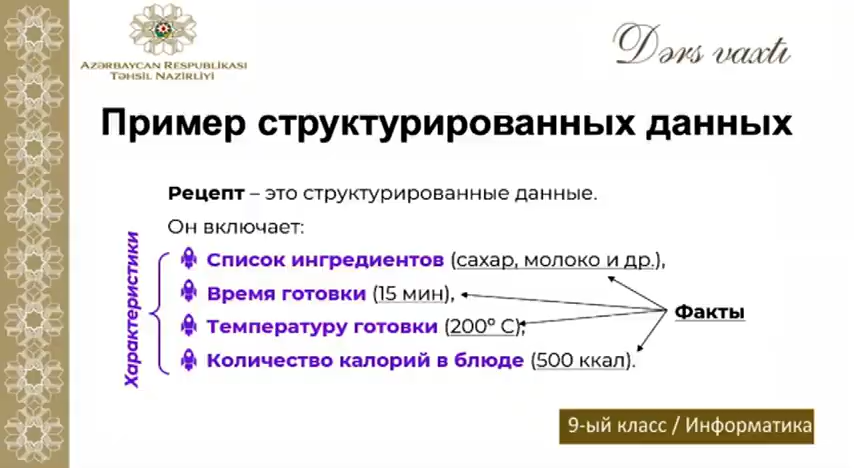 AZƏRBAYCAN RESPUBLİKASI
TƏHSİL NAZİRLİYİ
Dərs vaxtı
Пример структурированных данных
Рецепт – это структурированные данные.
Он включает:
Характеристики
Список ингредиентов (сахар, молоко и др.),
Время готовки (15 мин),
Факты
Температуру готовки (200° С),
Количество калорий в блюде (500 ккал).
9-ый класс / Информатика